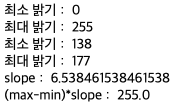 최소 밝기 :  0
최대 밝기 :  255
최소 밝기 :  138
최대 밝기 :  177
slope :  6.538461538461538
(max-min)*slope :  255.0